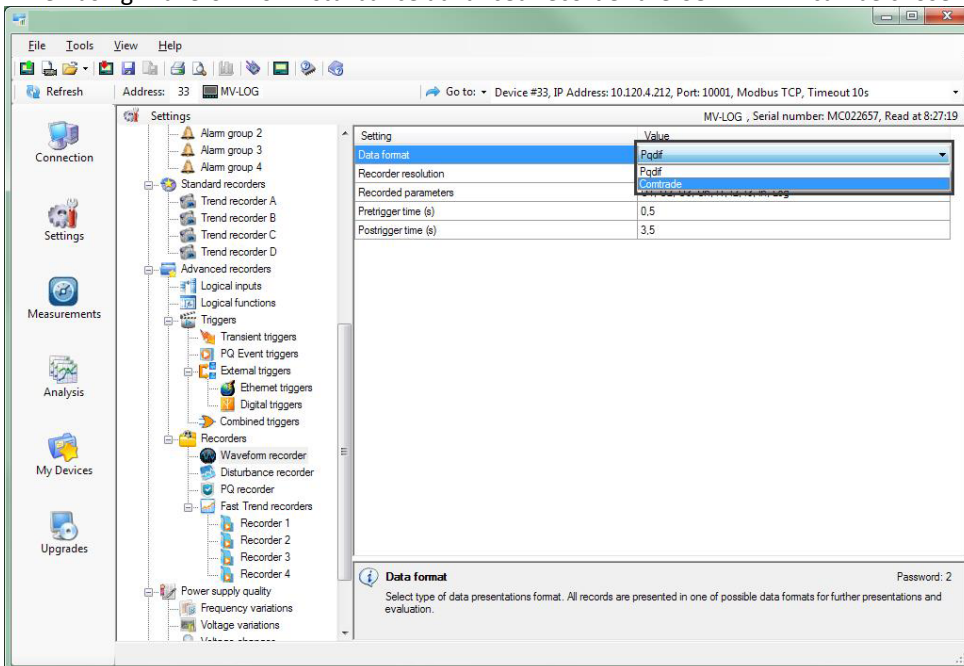 File Tools View Help
Refresh Address: 33 MV-LOG Go to: Device #33, IP Address: 10.120.4.212, Port: 10001, Modbus TCP, Timeout 10s
Settings MV-LOG , Serial number: MC022657, Read at 8:27:19
Connection
Settings
Measurements
Analysis
My Devices
Upgrades
Alarm group 2
Alarm group 3
Alarm group 4
Standard recorders
Trend recorder A
Trend recorder B
Trend recorder C
Trend recorder D
Advanced recorders
Logical inputs
Logical functions
Triggers
Transient triggers
PQ Event triggers
External triggers
Ethernet triggers
Digital triggers
Combined triggers
Recorders
Waveform recorder
Disturbance recorder
PQ recorder
Fast Trend recorders
Recorder 1
Recorder 2
Recorder 3
Recorder 4
Power supply quality
Frequency variations
Voltage variations
Setting Value
Data format Pqdif
Recorder resolution Pqdif
Comtrade
Recorded parameters
Pretrigger time (s) 0,5
Postrigger time (s) 3,5
Data format Password: 2
Select type of data presentations format. All records are presented in one of possible data formats for further presentations and
evaluation.